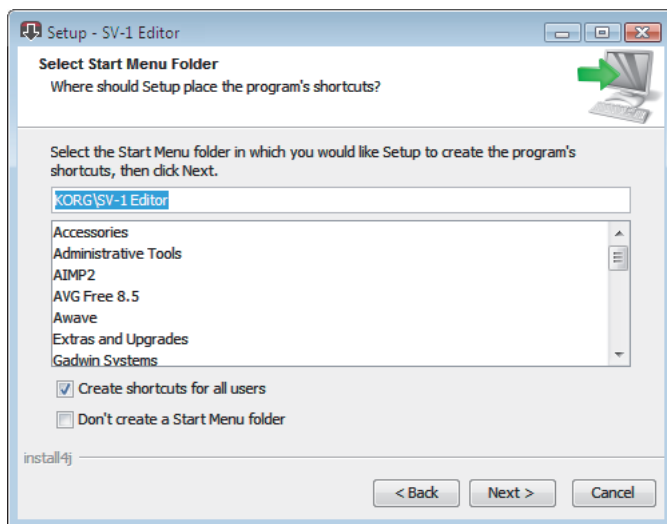 Setup - SV-1 Editor
Select Start Menu Folder
Where should Setup place the program's shortcuts?
Select the Start Menu folder in which you would like Setup to create the program's
shortcuts, then click Next.
KORG\SV-1 Editor
Accessories
Administrative Tools
AIMP2
AVG Free 8.5
Awave
Extras and Upgrades
Gadwin Systems
Create shortcuts for all users
Don't create a Start Menu folder
install4j
< Back Next > Cancel